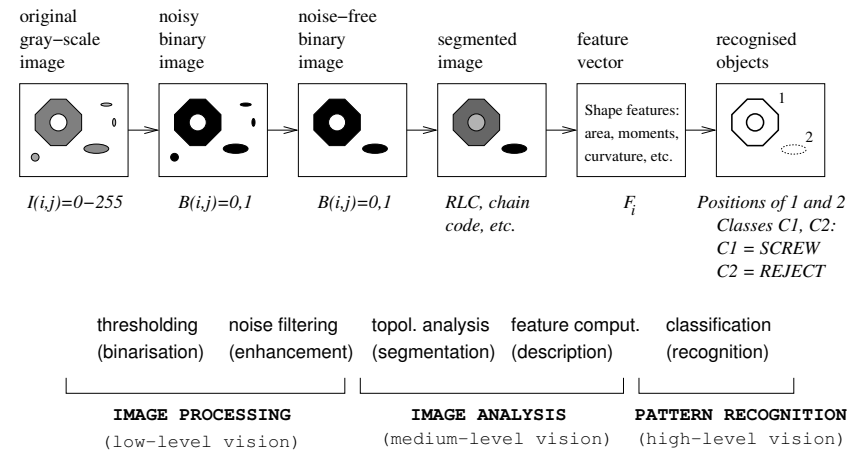 original
gray−scale
image
noisy
binary
image
noise−free
binary
image
segmented
image
feature
vector
recognised
objects
Shape features:
area, moments,
curvature, etc.
1
2
I(i,j)=0−255
B(i,j)=0,1
B(i,j)=0,1
RLC, chain
code, etc.
F_i
Positions of 1 and 2
Classes C1, C2:
C1 = SCREW
C2 = REJECT
thresholding
(binarisation)
noise filtering
(enhancement)
topol. analysis
(segmentation)
feature comput.
(description)
classification
(recognition)
IMAGE PROCESSING
(low−level vision)
IMAGE ANALYSIS
(medium−level vision)
PATTERN RECOGNITION
(high−level vision)